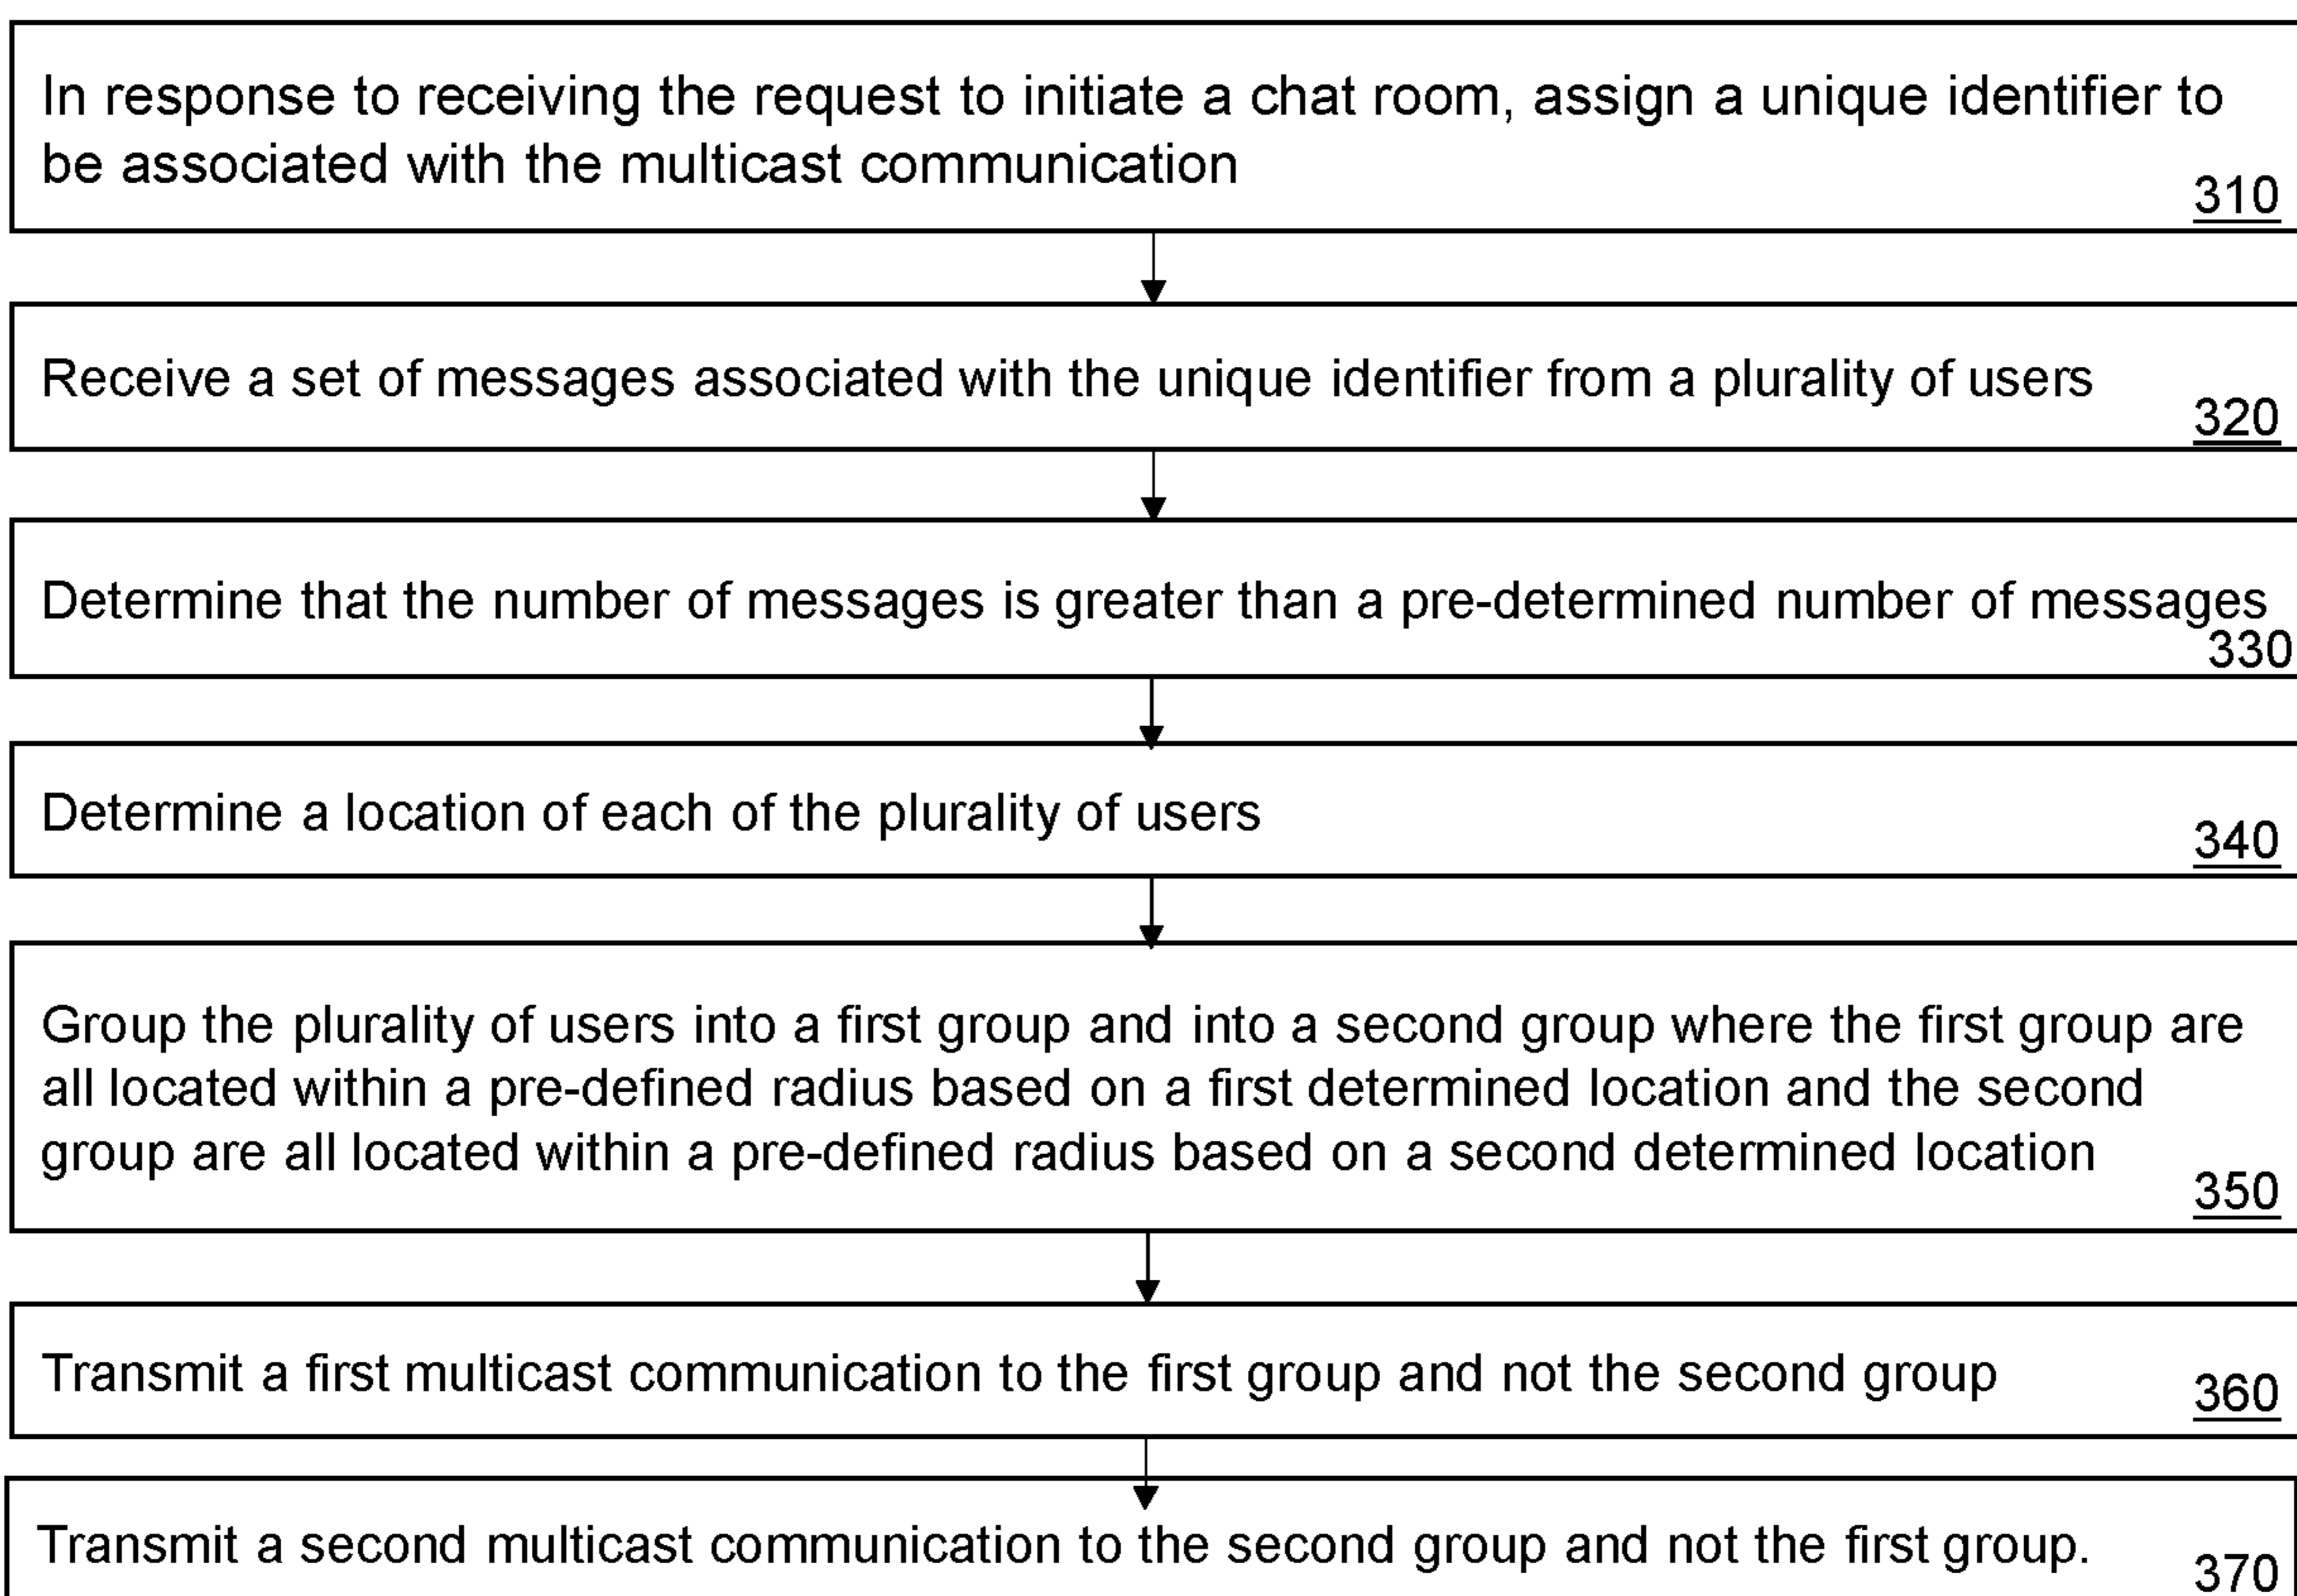 In response to receiving the request to initiate a chat room, assign a unique identifier to
be associated with the multicast communication
310
Receive a set of messages associated with the unique identifier from a plurality of users
320
Determine that the number of messages is greater than a pre-determined number of messages
330
Determine a location of each of the plurality of users
340
Group the plurality of users into a first group and into a second group where the first group are
all located within a pre-defined radius based on a first determined location and the second
group are all located within a pre-defined radius based on a second determined location
350
Transmit a first multicast communication to the first group and not the second group
360
Transmit a second multicast communication to the second group and not the first group.
370